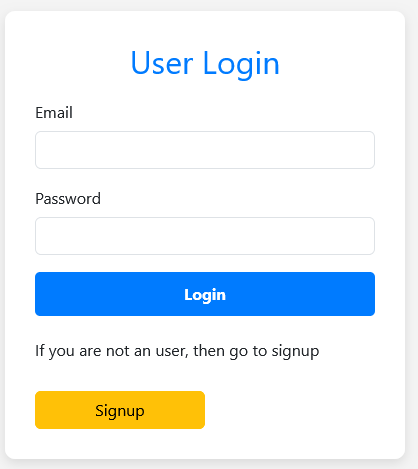 User Login
Email
Password
Login
If you are not an user, then go to signup
Signup